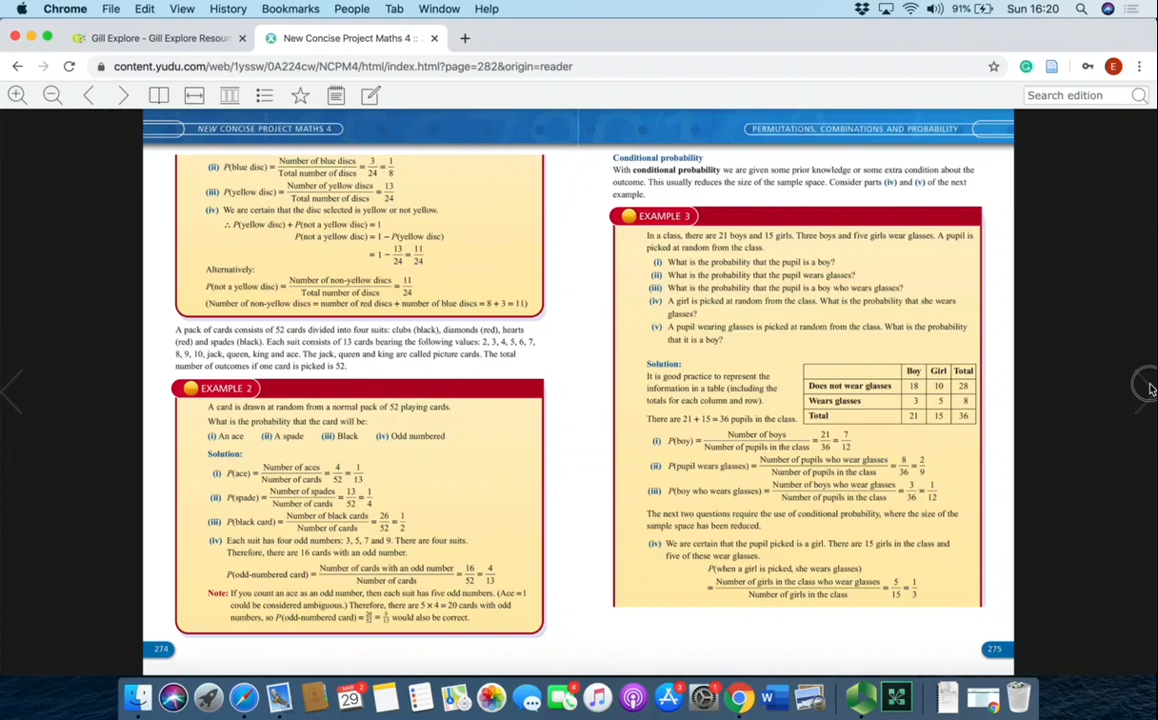 Chrome File Edit View History Bookmarks People Tab Window Help 91% Sun 16:20
Gill Explore - Gill Explore Resour
New Concise Project Maths 4 ::
content.yudu.com/web/1yssw/0A224cw/NCPM4/html/index.html?page=282&origin=reader
E
Search edition
NEW CONCISE PROJECT MATHS 4
(ii) P(blue disc) = Number of blue discs / Total number of discs = 3/24 = 1/8
(iii) P(yellow disc) = Number of yellow discs / Total number of discs = 13/24
(iv) We are certain that the disc selected is yellow or not yellow.
∴ P(yellow disc) + P(not a yellow disc) = 1
P(not a yellow disc) = 1 − P(yellow disc)
= 1 − 13/24 = 11/24
Alternatively:
P(not a yellow disc) = Number of non-yellow discs / Total number of discs = 11/24
(Number of non-yellow discs = number of red discs + number of blue discs = 8 + 3 = 11)
A pack of cards consists of 52 cards divided into four suits: clubs (black), diamonds (red), hearts
(red) and spades (black). Each suit consists of 13 cards bearing the following values: 2, 3, 4, 5, 6, 7,
8, 9, 10, jack, queen, king and ace. The jack, queen and king are called picture cards. The total
number of outcomes if one card is picked is 52.
EXAMPLE 2
A card is drawn at random from a normal pack of 52 playing cards.
What is the probability that the card will be:
(i) An ace (ii) A spade (iii) Black (iv) Odd numbered
Solution:
(i) P(ace) = Number of aces / Number of cards = 4/52 = 1/13
(ii) P(spade) = Number of spades / Number of cards = 13/52 = 1/4
(iii) P(black card) = Number of black cards / Number of cards = 26/52 = 1/2
(iv) Each suit has four odd numbers: 3, 5, 7 and 9. There are four suits.
Therefore, there are 16 cards with an odd number.
P(odd-numbered card) = Number of cards with an odd number / Number of cards = 16/52 = 4/13
Note: If you count an ace as an odd number, then each suit has five odd numbers. (Ace = 1
could be considered ambiguous.) Therefore, there are 5 × 4 = 20 cards with odd
numbers, so P(odd-numbered card) = 20/52 = 5/13 would also be correct.
274
PERMUTATIONS, COMBINATIONS AND PROBABILITY
Conditional probability
With conditional probability we are given some prior knowledge or some extra condition about the
outcome. This usually reduces the size of the sample space. Consider parts (iv) and (v) of the next
example.
EXAMPLE 3
In a class, there are 21 boys and 15 girls. Three boys and five girls wear glasses. A pupil is
picked at random from the class.
(i) What is the probability that the pupil is a boy?
(ii) What is the probability that the pupil wears glasses?
(iii) What is the probability that the pupil is a boy who wears glasses?
(iv) A girl is picked at random from the class. What is the probability that she wears
glasses?
(v) A pupil wearing glasses is picked at random from the class. What is the probability
that it is a boy?
Solution:
It is good practice to represent the
information in a table (including the
totals for each column and row).
Boy Girl Total
Does not wear glasses 18 10 28
Wears glasses 3 5 8
Total 21 15 36
There are 21 + 15 = 36 pupils in the class.
(i) P(boy) = Number of boys / Number of pupils in the class = 21/36 = 7/12
(ii) P(pupil wears glasses) = Number of pupils who wear glasses / Number of pupils in the class = 8/36 = 2/9
(iii) P(boy who wears glasses) = Number of boys who wear glasses / Number of pupils in the class = 3/36 = 1/12
The next two questions require the use of conditional probability, where the size of the
sample space has been reduced.
(iv) We are certain that the pupil picked is a girl. There are 15 girls in the class and
five of these wear glasses.
P(when a girl is picked, she wears glasses)
= Number of girls in the class who wear glasses / Number of girls in the class = 5/15 = 1/3
275